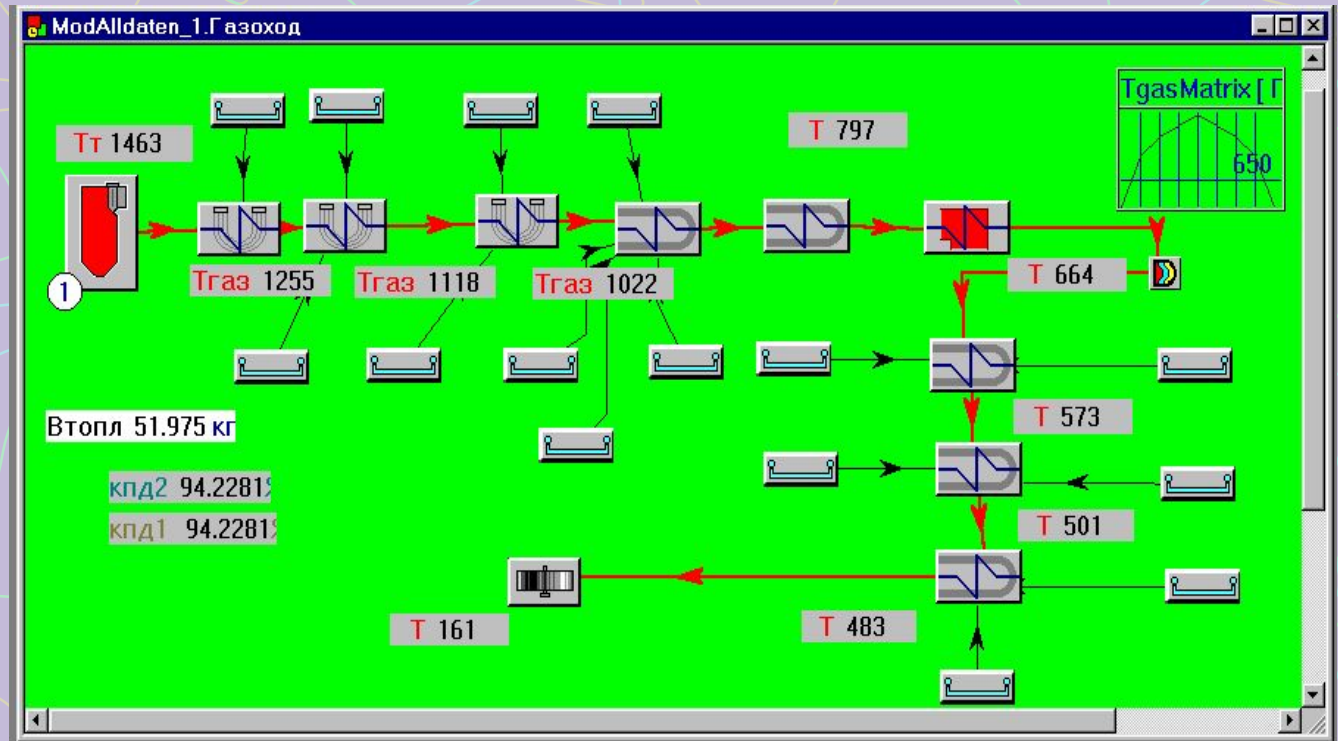 ModAlldaten_1.Газоход
TgasMatrix [ Г
650
Тт 1463
Т 797
Тгаз 1255
Тгаз 1118
Тгаз 1022
Т 664
1
Т 573
Втопл 51.975 кг
кпд2 94.2281%
кпд1 94.2281%
Т 501
Т 161
Т 483